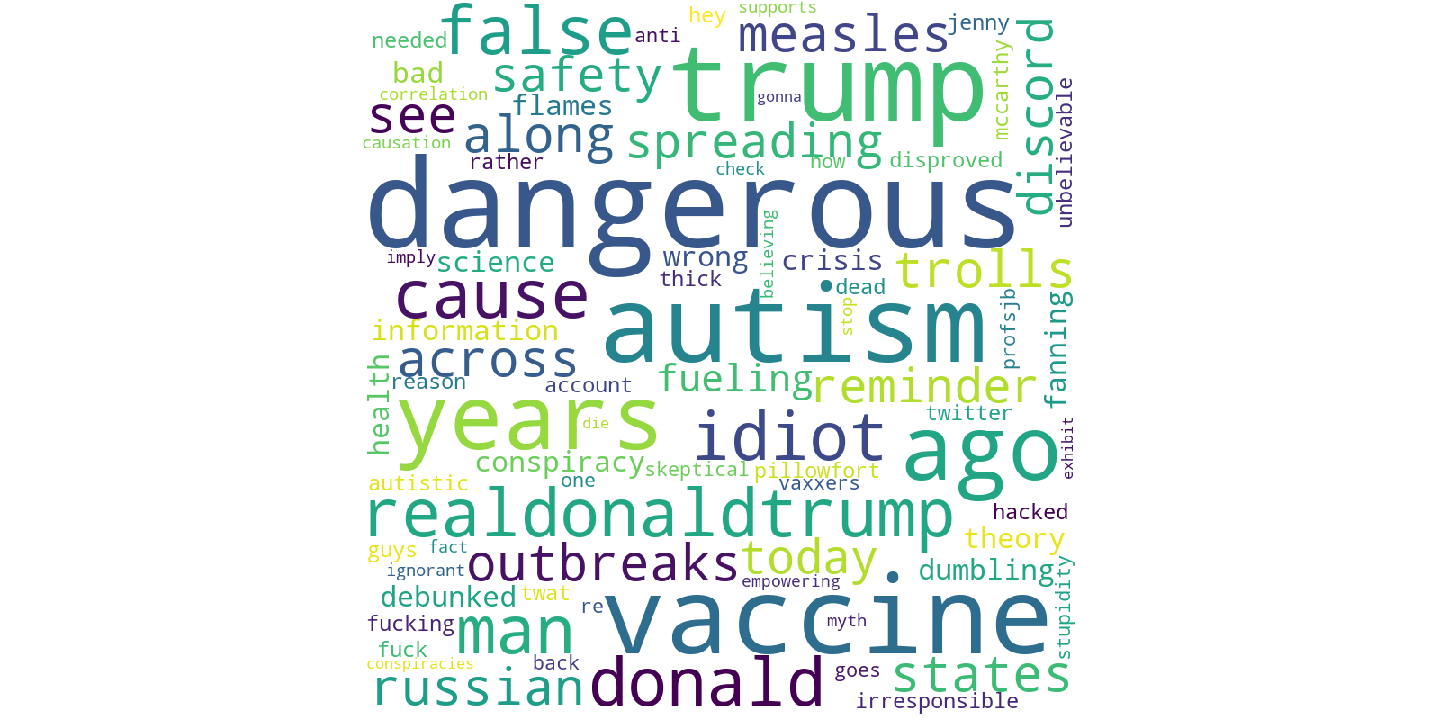 supports
hey
false
measles
jenny
needed
anti
discord
trump
safety
bad
mccarthy
correlation
gonna
flames
see
unbelievable
along
spreading
causation
rather
how
disproved
check
dangerous
believing
imply
science
wrong
crisis
trolls
thick
cause
dead
autism
stop
profsjb
fanning
information
across
health
reason
account
fueling
reminder
years
die
idiot
twitter
ago
exhibit
conspiracy
skeptical
pillowfort
autistic
one
vaxxers
realdonaldtrump
hacked
guys
fact
outbreaks
today
theory
ignorant
empowering
dumbling
stupidity
debunked
twat
re
vaccine
fucking
man
myth
fuck
conspiracies
back
donald
goes
states
russian
irresponsible